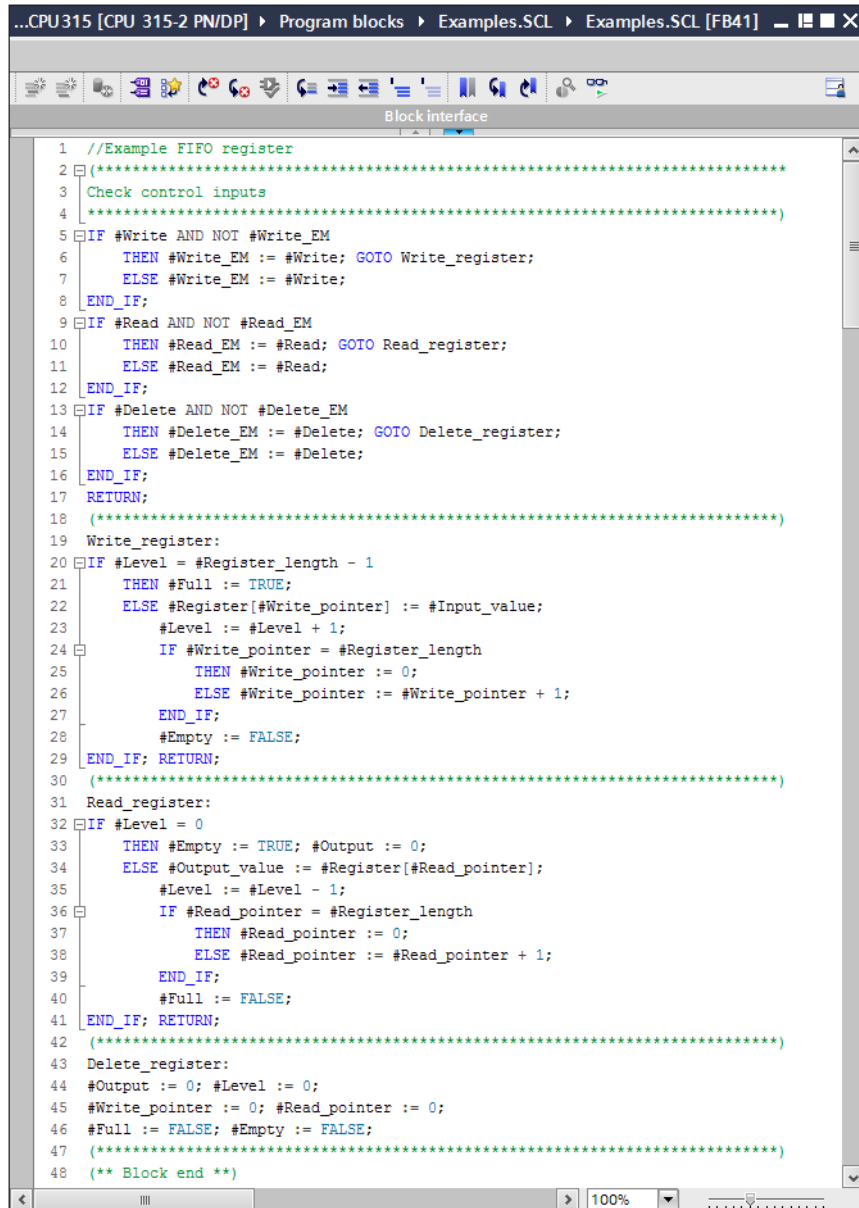 ...CPU 315 [CPU 315-2 PN/DP] ▸ Program blocks ▸ Examples.SCL ▸ Examples.SCL [FB41]
Block interface
1 //Example FIFO register
2 (*****************************************************************************
3 Check control inputs
4 *****************************************************************************)
5 IF #Write AND NOT #Write_EM
6 THEN #Write_EM := #Write; GOTO Write_register;
7 ELSE #Write_EM := #Write;
8 END_IF;
9 IF #Read AND NOT #Read_EM
10 THEN #Read_EM := #Read; GOTO Read_register;
11 ELSE #Read_EM := #Read;
12 END_IF;
13 IF #Delete AND NOT #Delete_EM
14 THEN #Delete_EM := #Delete; GOTO Delete_register;
15 ELSE #Delete_EM := #Delete;
16 END_IF;
17 RETURN;
18 (****************************************************************************)
19 Write_register:
20 IF #Level = #Register_length - 1
21 THEN #Full := TRUE;
22 ELSE #Register[#Write_pointer] := #Input_value;
23 #Level := #Level + 1;
24 IF #Write_pointer = #Register_length
25 THEN #Write_pointer := 0;
26 ELSE #Write_pointer := #Write_pointer + 1;
27 END_IF;
28 #Empty := FALSE;
29 END_IF; RETURN;
30 (****************************************************************************)
31 Read_register:
32 IF #Level = 0
33 THEN #Empty := TRUE; #Output := 0;
34 ELSE #Output_value := #Register[#Read_pointer];
35 #Level := #Level - 1;
36 IF #Read_pointer = #Register_length
37 THEN #Read_pointer := 0;
38 ELSE #Read_pointer := #Read_pointer + 1;
39 END_IF;
40 #Full := FALSE;
41 END_IF; RETURN;
42 (****************************************************************************)
43 Delete_register:
44 #Output := 0; #Level := 0;
45 #Write_pointer := 0; #Read_pointer := 0;
46 #Full := FALSE; #Empty := FALSE;
47 (****************************************************************************)
48 (** Block end **)
100%